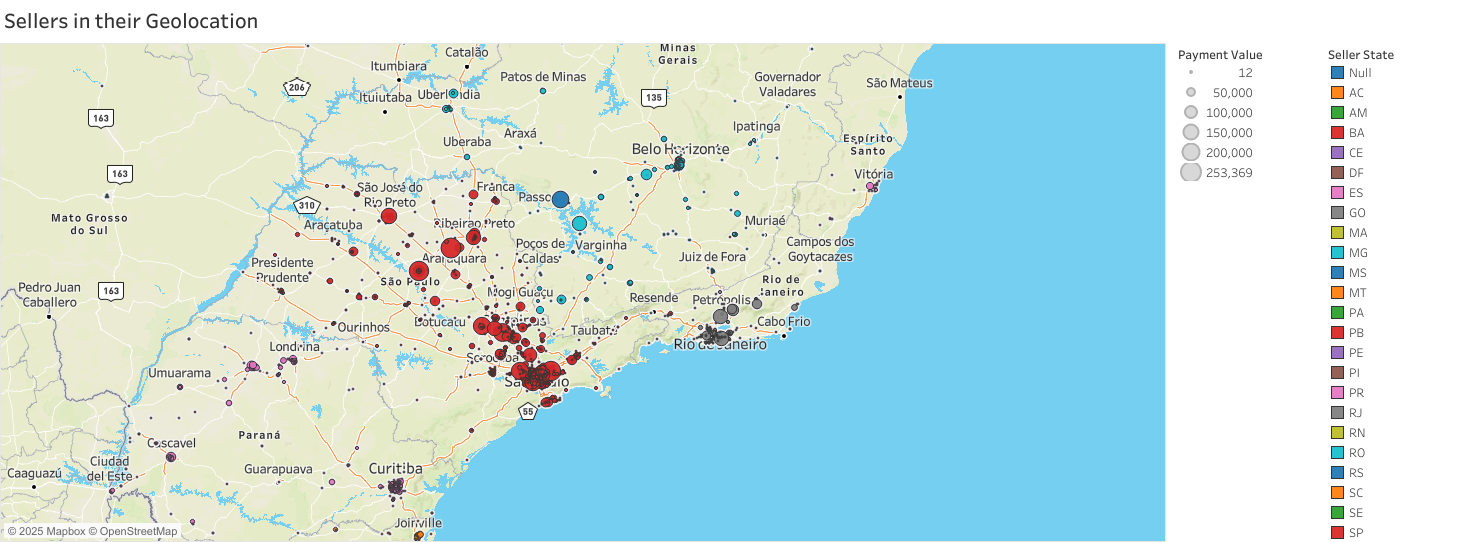 Sellers in their Geolocation
Minas
Gerais
Catalão
Itumbiara
Patos de Minas
Governador
Valadares
São Mateus
206
Ituiutaba
Uberlândia
135
163
Araxá
Ipatinga
Uberaba
Belo Horizonte
Espírito
Santo
163
Vitória
São José do
Rio Preto
Franca
Passo
310
Mato Grosso
do Sul
Araçatuba
Ribeirao Preto
Muriaé
Poços de
Caldas
Varginha
Campos dos
Goytacazes
Araraquara
Juiz de Fora
Presidente
Prudente
São Paulo
Rio de
Janeiro
Pedro Juan
Caballero
163
Mogi Guaçu
Resende
Petrópolis
Botucatu
Cabo Frio
Ourinhos
Taubat
Londrina
Sorocaba
Rio de Janeiro
Umuarama
São Paulo
55
Paraná
Cascavel
Ciudad
del Este
Caaguazú
Guarapuava
Curitiba
Joinville
© 2025 Mapbox © OpenStreetMap
Payment Value
12
50,000
100,000
150,000
200,000
253,369
Seller State
Null
AC
AM
BA
CE
DF
ES
GO
MA
MG
MS
MT
PA
PB
PE
PI
PR
RJ
RN
RO
RS
SC
SE
SP